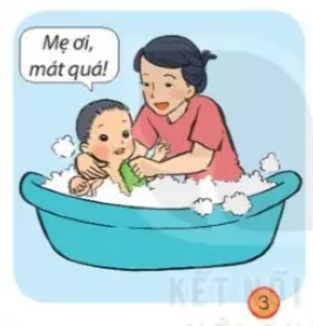 Mẹ ơi,
mát quá!
KẾT NỐI
3